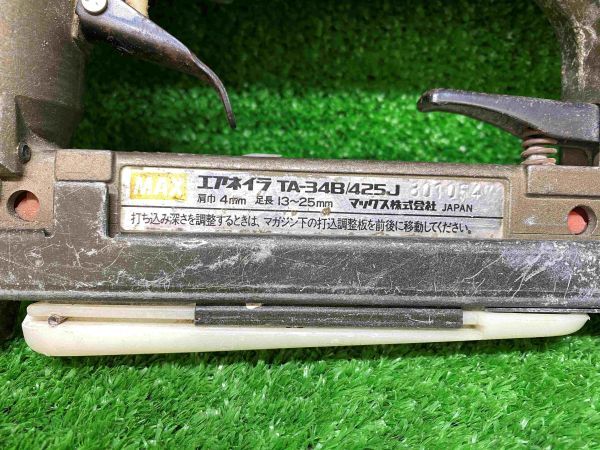 MAX エアネイラ TA-34B/425J
肩巾 4mm 足長 13~25mm マックス株式会社 JAPAN
打ち込み深さを調整するときは、マガジン下の打込調整板を前後に移動してください。